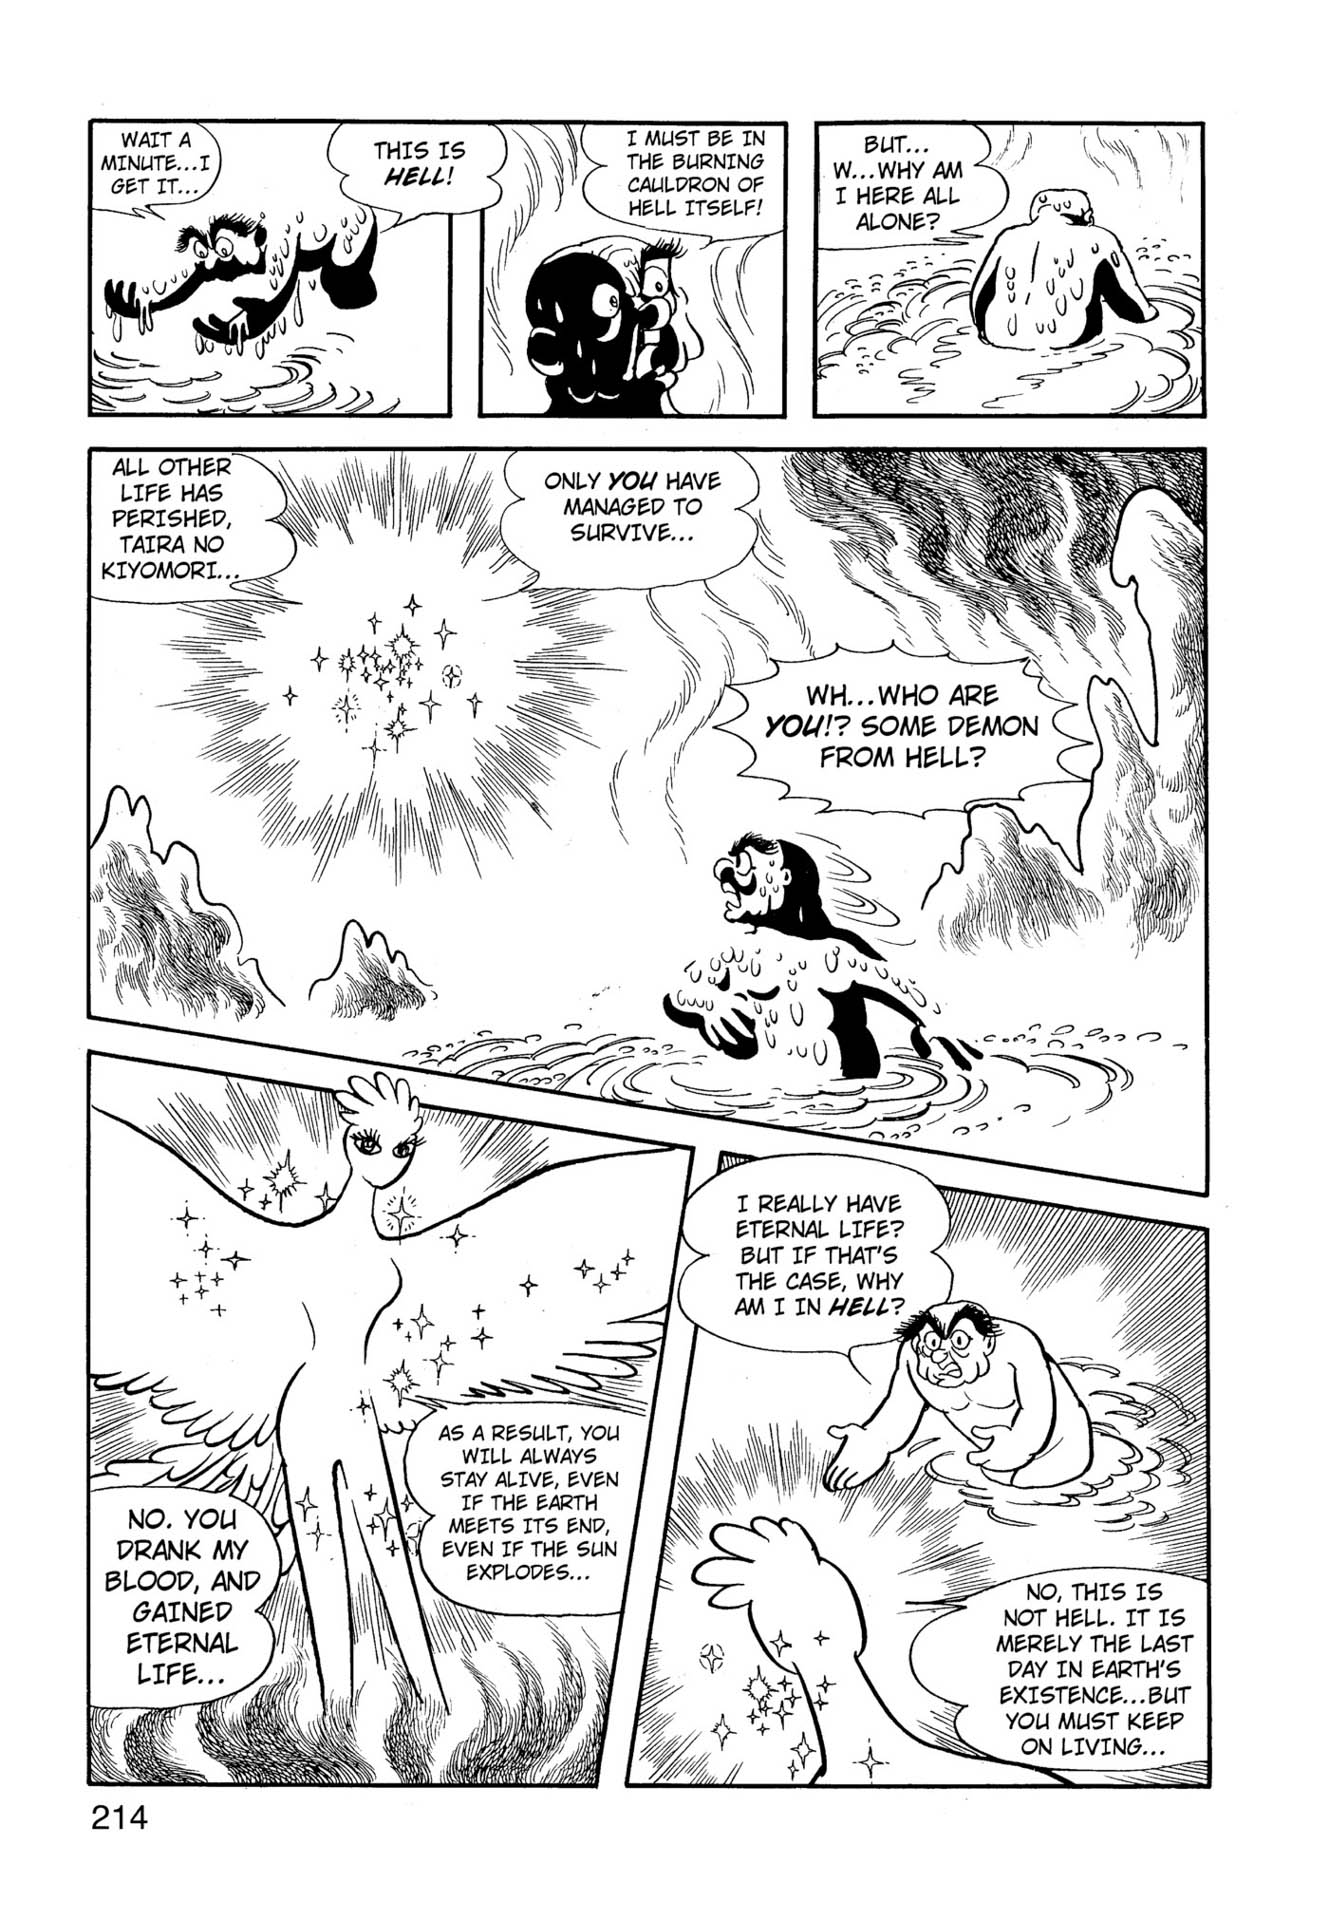 WAIT A
MINUTE...I
GET IT...
THIS IS
HELL!
I MUST BE IN
THE BURNING
CAULDRON OF
HELL ITSELF!
BUT...
W...WHY AM
I HERE ALL
ALONE?
ALL OTHER
LIFE HAS
PERISHED,
TAIRA NO
KIYOMORI...
ONLY YOU HAVE
MANAGED TO
SURVIVE...
WH...WHO ARE
YOU!? SOME DEMON
FROM HELL?
NO. YOU
DRANK MY
BLOOD, AND
GAINED
ETERNAL
LIFE...
AS A RESULT, YOU
WILL ALWAYS
STAY ALIVE, EVEN
IF THE EARTH
MEETS ITS END,
EVEN IF THE SUN
EXPLODES...
I REALLY HAVE
ETERNAL LIFE?
BUT IF THAT'S
THE CASE, WHY
AM I IN HELL?
NO, THIS IS
NOT HELL. IT IS
MERELY THE LAST
DAY IN EARTH'S
EXISTENCE...BUT
YOU MUST KEEP
ON LIVING...
214